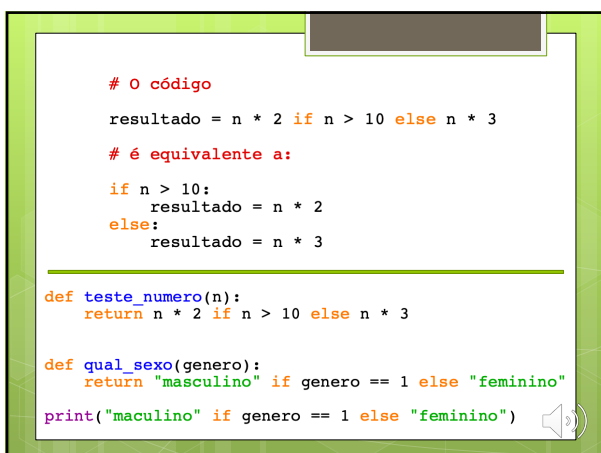 # O código
resultado = n * 2 if n > 10 else n * 3
# é equivalente a:
if n > 10:
    resultado = n * 2
else:
    resultado = n * 3
def teste_numero(n):
    return n * 2 if n > 10 else n * 3
def qual_sexo(genero):
    return "masculino" if genero == 1 else "feminino"
print("maculino" if genero == 1 else "feminino")